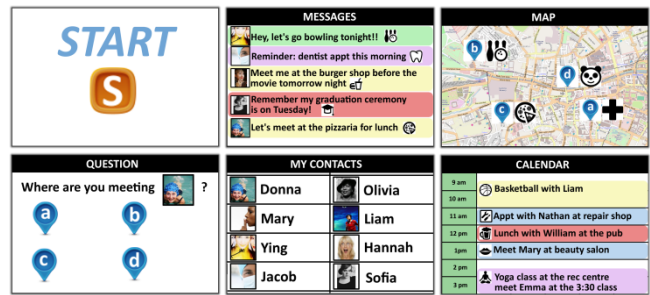 START
S
MESSAGES
Hey, let's go bowling tonight!!
Reminder: dentist appt this morning
Meet me at the burger shop before the
movie tomorrow night
Remember my graduation ceremony
is on Tuesday!
Let's meet at the pizzaria for lunch
MAP
b
d
c
a
QUESTION
Where are you meeting ?
a
b
c
d
MY CONTACTS
Donna
Olivia
Mary
Liam
Ying
Hannah
Jacob
Sofia
CALENDAR
9 am
Basketball with Liam
10 am
11 am
Appt with Nathan at repair shop
12 pm
Lunch with William at the pub
1pm
Meet Mary at beauty salon
2 pm
Yoga class at the rec centre
3 pm
meet Emma at the 3:30 class